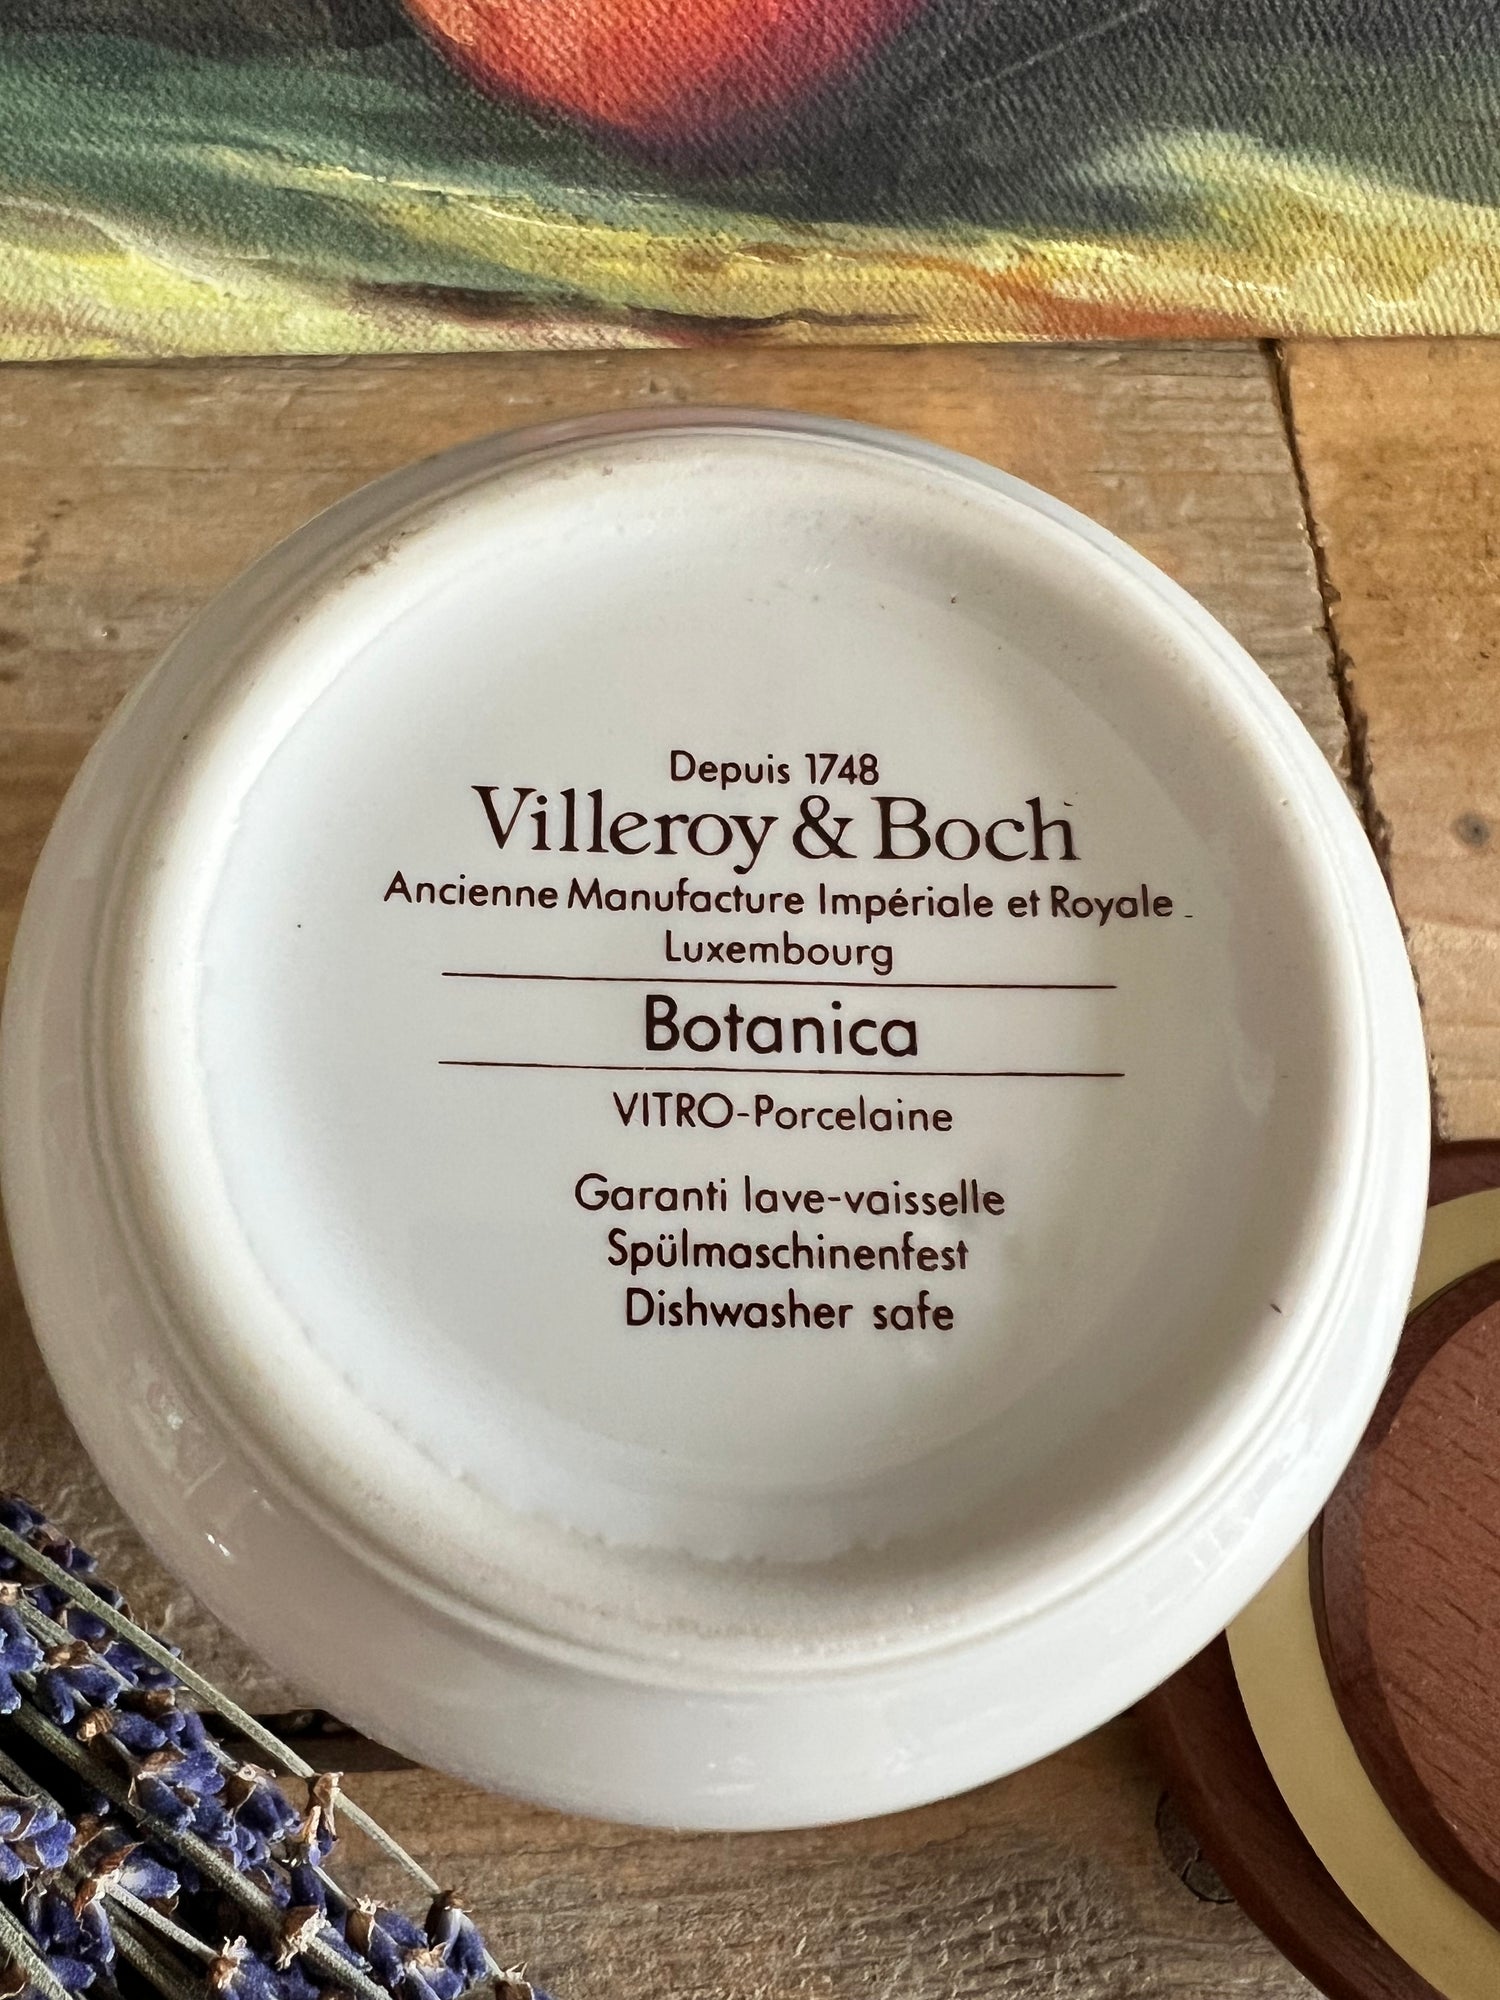 Depuis 1748
Villeroy & Boch
Ancienne Manufacture Impériale et Royale
Luxembourg
Botanica
VITRO-Porcelaine
Garanti lave-vaisselle
Spülmaschinenfest
Dishwasher safe